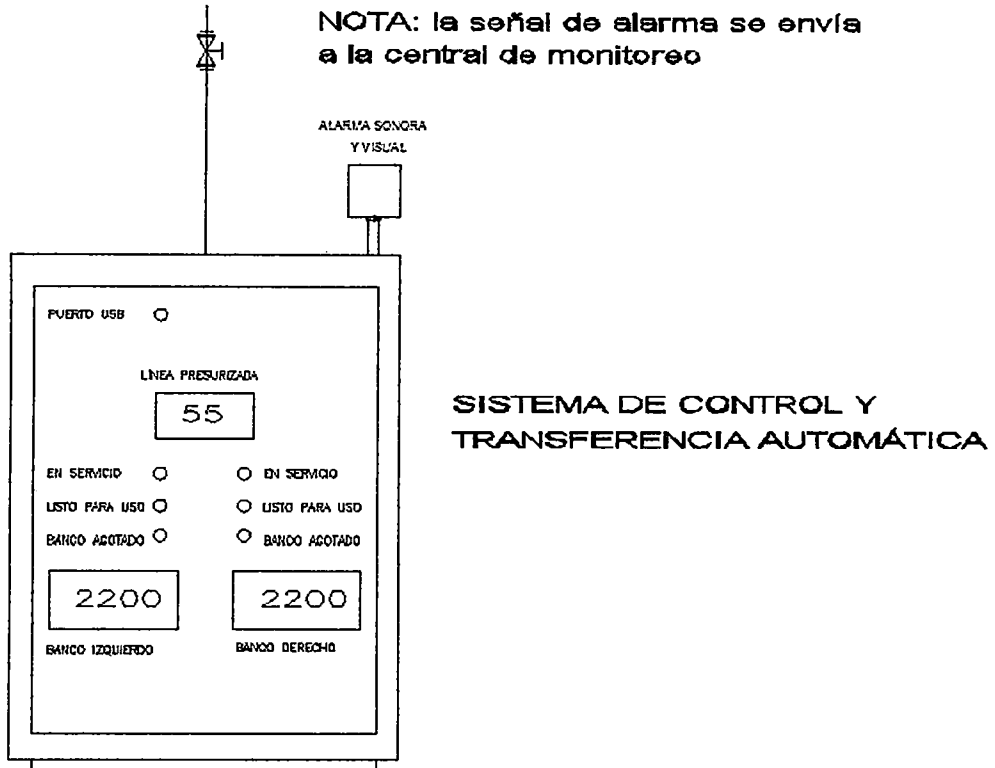 NOTA: la señal de alarma se envía
a la central de monitoreo
ALARMA SONORA
Y VISUAL
PUERTO USB
LINEA PRESURIZADA
55
SISTEMA DE CONTROL Y
TRANSFERENCIA AUTOMÁTICA
EN SERVICIO EN SERVICIO
LISTO PARA USO LISTO PARA USO
BANCO AGOTADO BANCO AGOTADO
2200 2200
BANCO IZQUIERDO BANCO DERECHO